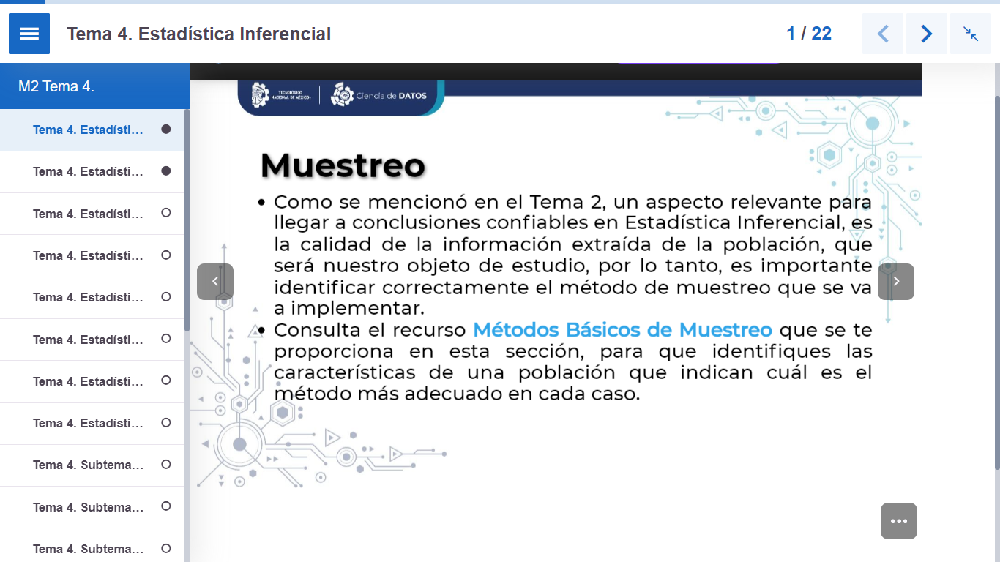 Tema 4. Estadística Inferencial
1 / 22
M2 Tema 4.
Tema 4. Estadísti...
Tema 4. Estadísti...
Tema 4. Estadísti...
Tema 4. Estadísti...
Tema 4. Estadísti...
Tema 4. Estadísti...
Tema 4. Estadísti...
Tema 4. Estadísti...
Tema 4. Subtema...
Tema 4. Subtema...
Tema 4. Subtema...
TECNOLÓGICO
NACIONAL DE MÉXICO
Ciencia de DATOS
Muestreo
• Como se mencionó en el Tema 2, un aspecto relevante para
llegar a conclusiones confiables en Estadística Inferencial, es
la calidad de la información extraída de la población, que
será nuestro objeto de estudio, por lo tanto, es importante
identificar correctamente el método de muestreo que se va
a implementar.
• Consulta el recurso Métodos Básicos de Muestreo que se te
proporciona en esta sección, para que identifiques las
características de una población que indican cuál es el
método más adecuado en cada caso.